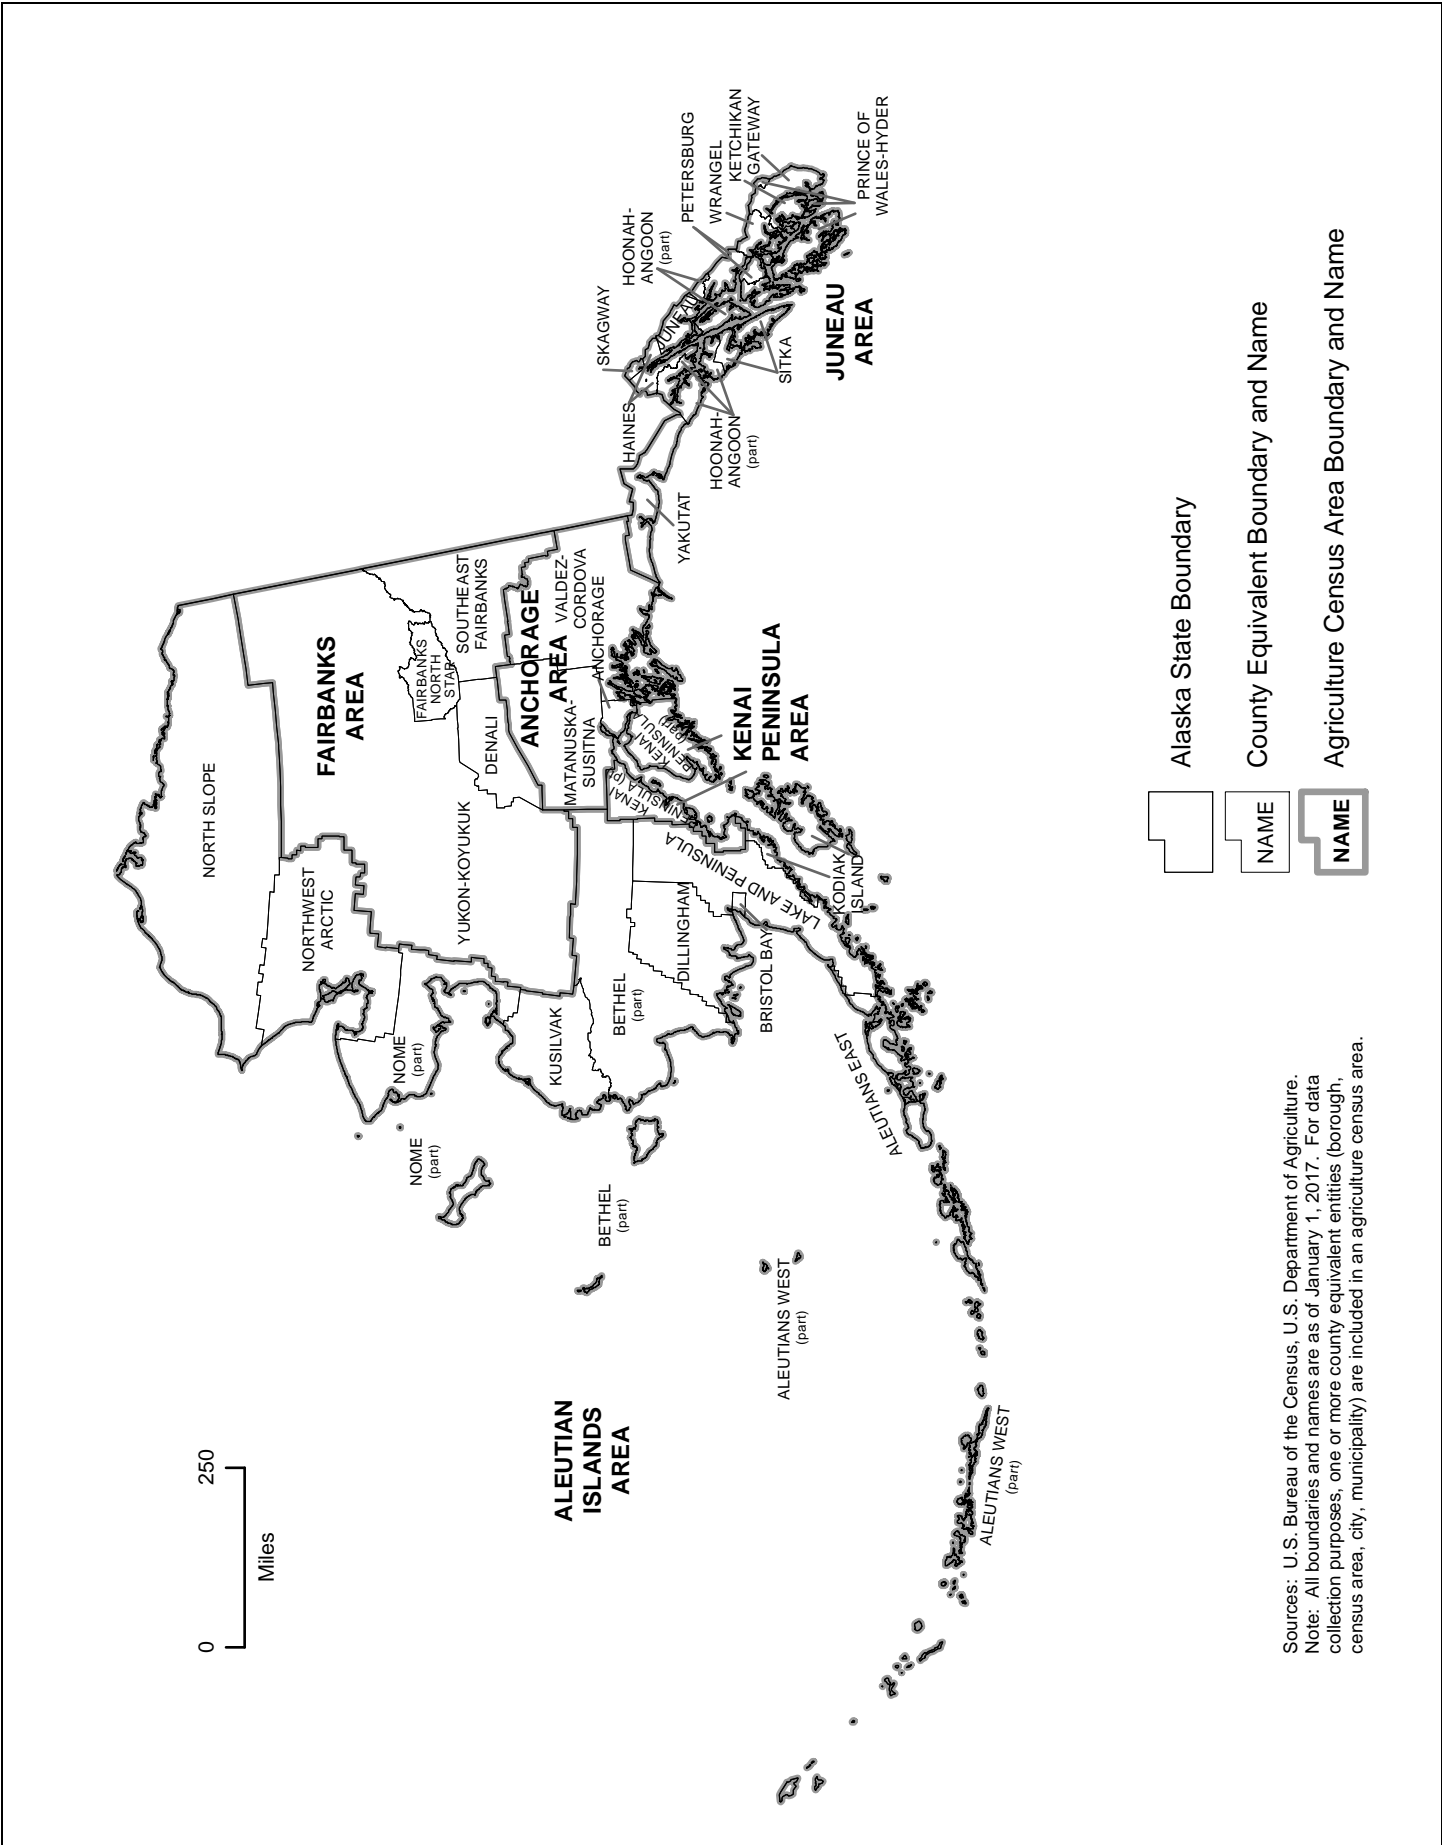 0
250
Miles
NORTH SLOPE
NORTHWEST
ARCTIC
FAIRBANKS
AREA
FAIRBANKS
NORTH
STAR
SOUTHEAST
FAIRBANKS
YUKON-KOYUKUK
DENALI
NOME
(part)
NOME
(part)
KUSILVAK
BETHEL
(part)
BETHEL
(part)
ANCHORAGE
AREA
VALDEZ-
CORDOVA
ANCHORAGE
MATANUSKA-
SUSITNA
KENAI
PENINSULA
(part)
KENAI
PENINSULA (p
KENAI
PENINSULA
AREA
LAKE AND PENINSULA
DILLINGHAM
BRISTOL BAY
KODIAK
ISLAND
ALEUTIANS EAST
ALEUTIANS WEST
(part)
ALEUTIANS WEST
(part)
ALEUTIAN
ISLANDS
AREA
YAKUTAT
HAINES
SKAGWAY
HOONAH-
ANGOON
(part)
HOONAH-
ANGOON
(part)
JUNEAU
SITKA
PETERSBURG
WRANGEL
KETCHIKAN
GATEWAY
PRINCE OF
WALES-HYDER
JUNEAU
AREA
Alaska State Boundary
NAME
County Equivalent Boundary and Name
NAME
Agriculture Census Area Boundary and Name
Sources: U.S. Bureau of the Census, U.S. Department of Agriculture.
Note: All boundaries and names are as of January 1, 2017. For data
collection purposes, one or more county equivalent entities (borough,
census area, city, municipality) are included in an agriculture census area.